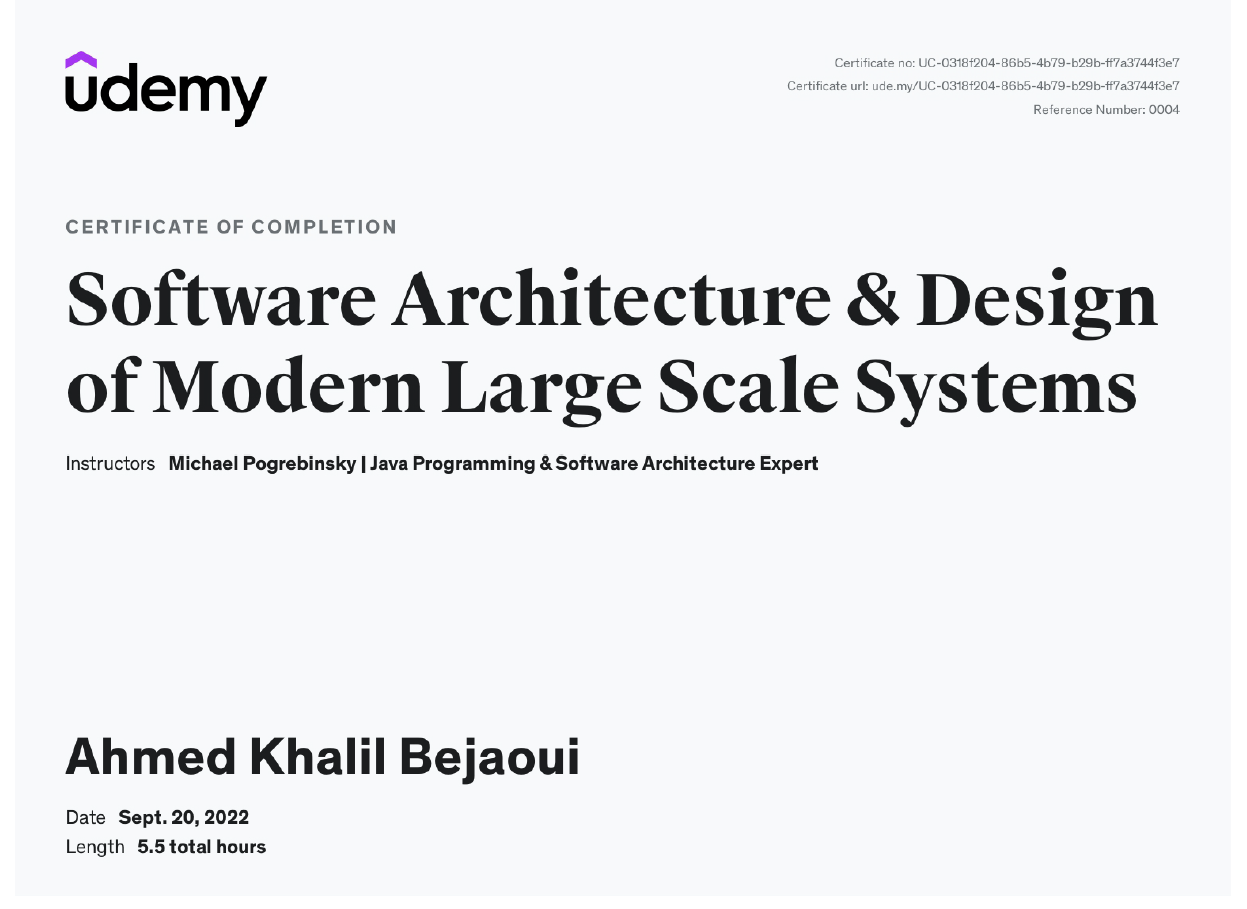 udemy
Certificate no: UC-0318f204-86b5-4b79-b29b-ff7a3744f3e7
Certificate url: ude.my/UC-0318f204-86b5-4b79-b29b-ff7a3744f3e7
Reference Number: 0004
CERTIFICATE OF COMPLETION
Software Architecture & Design
of Modern Large Scale Systems
Instructors Michael Pogrebinsky | Java Programming & Software Architecture Expert
Ahmed Khalil Bejaoui
Date Sept. 20, 2022
Length 5.5 total hours